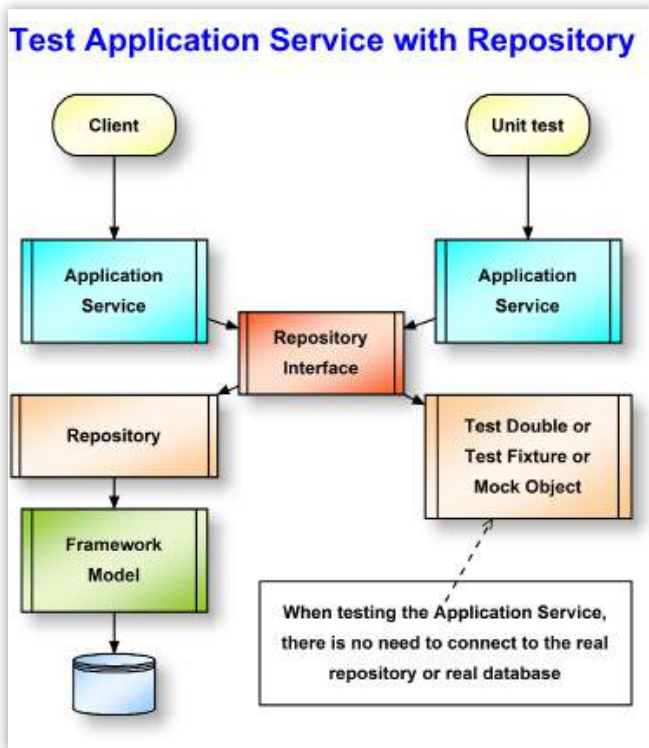 Test Application Service with Repository
Client
Unit test
Application
Service
Application
Service
Repository
Interface
Repository
Test Double or
Test Fixture or
Mock Object
Framework
Model
When testing the Application Service,
there is no need to connect to the real
repository or real database